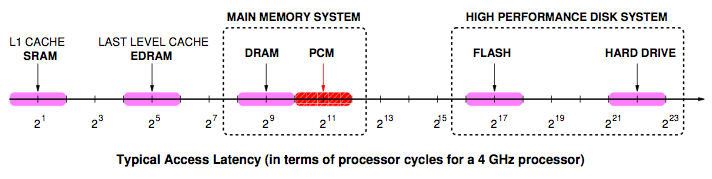 MAIN MEMORY SYSTEM HIGH PERFORMANCE DISK SYSTEM
L1 CACHE LAST LEVEL CACHE
SRAM EDRAM DRAM PCM FLASH HARD DRIVE
2^1 2^3 2^5 2^7 2^9 2^11 2^13 2^15 2^17 2^19 2^21 2^23
Typical Access Latency (in terms of processor cycles for a 4 GHz processor)